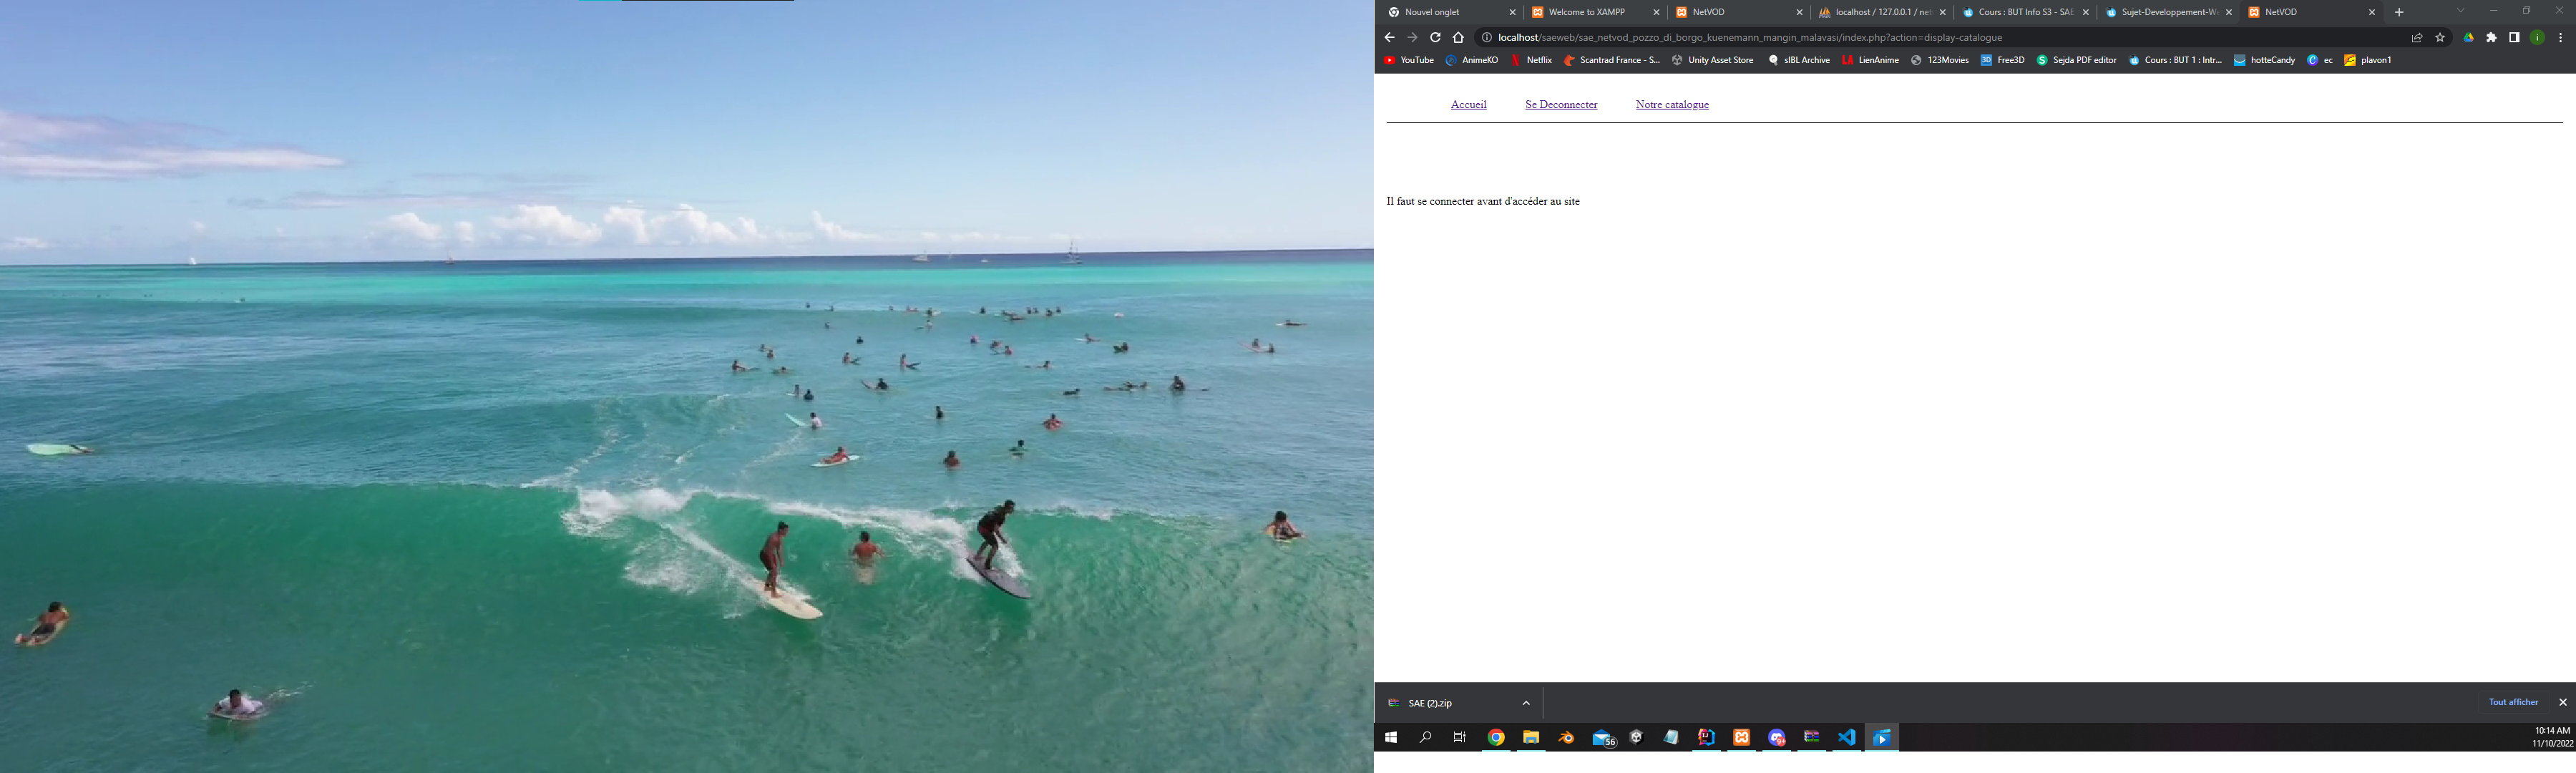 Nouvel onglet
Welcome to XAMPP
NetVOD
localhost / 127.0.0.1 / net
Cours : BUT Info S3 - SAE
Sujet-Developpement-We
NetVOD
localhost/saeweb/sae_netvod_pozzo_di_borgo_kuenemann_mangin_malavasi/index.php?action=display-catalogue
i
YouTube
AnimeKO
Netflix
Scantrad France - S...
Unity Asset Store
sIBL Archive
LienAnime
123Movies
Free3D
Sejda PDF editor
Cours : BUT 1 : Intr...
hotteCandy
ec
plavon1
Accueil
Se Deconnecter
Notre catalogue
Il faut se connecter avant d'accéder au site
SAE (2).zip
Tout afficher
56
10:14 AM
11/10/2022